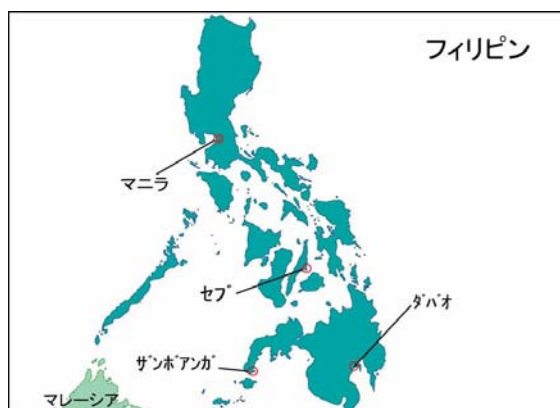 フィリピン
マニラ
セブ
ダバオ
ザンボアンガ
マレーシア